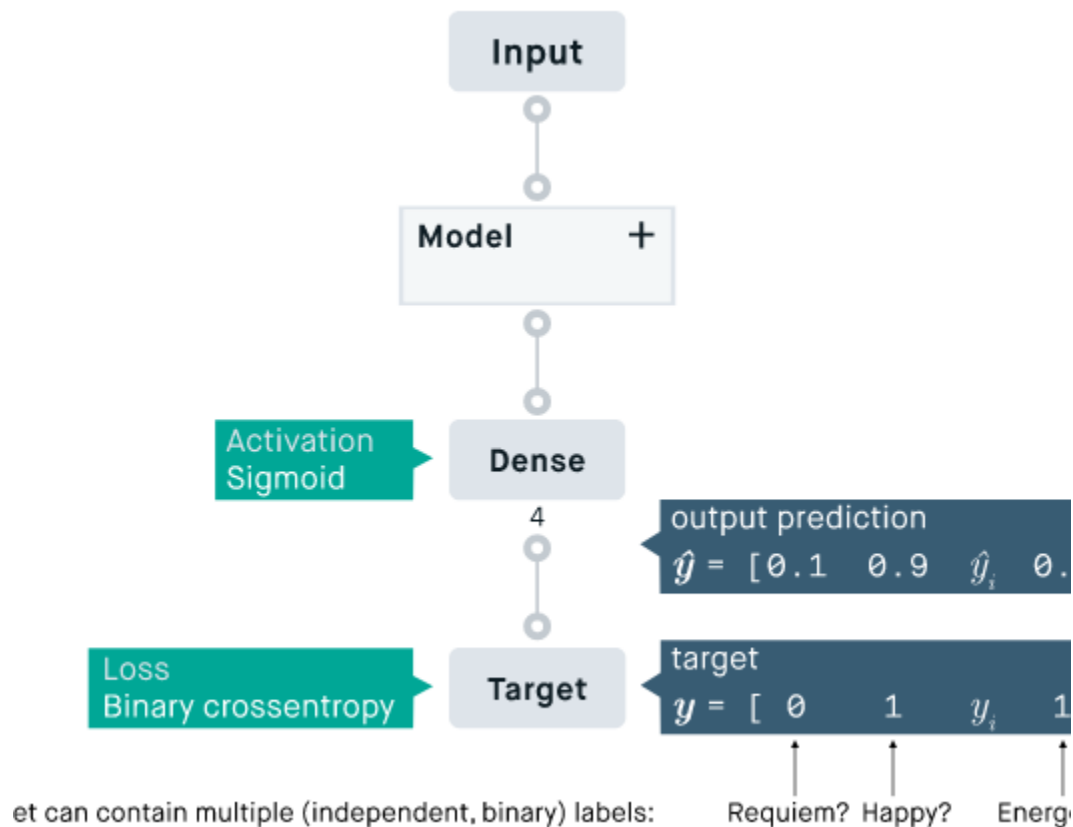 Input
Model +
Activation
Sigmoid
Dense
4
output prediction
ŷ = [0.1 0.9 ŷᵢ 0.
Loss
Binary crossentropy
Target
target
y = [ 0 1 yᵢ 1
et can contain multiple (independent, binary) labels: Requiem? Happy? Energe